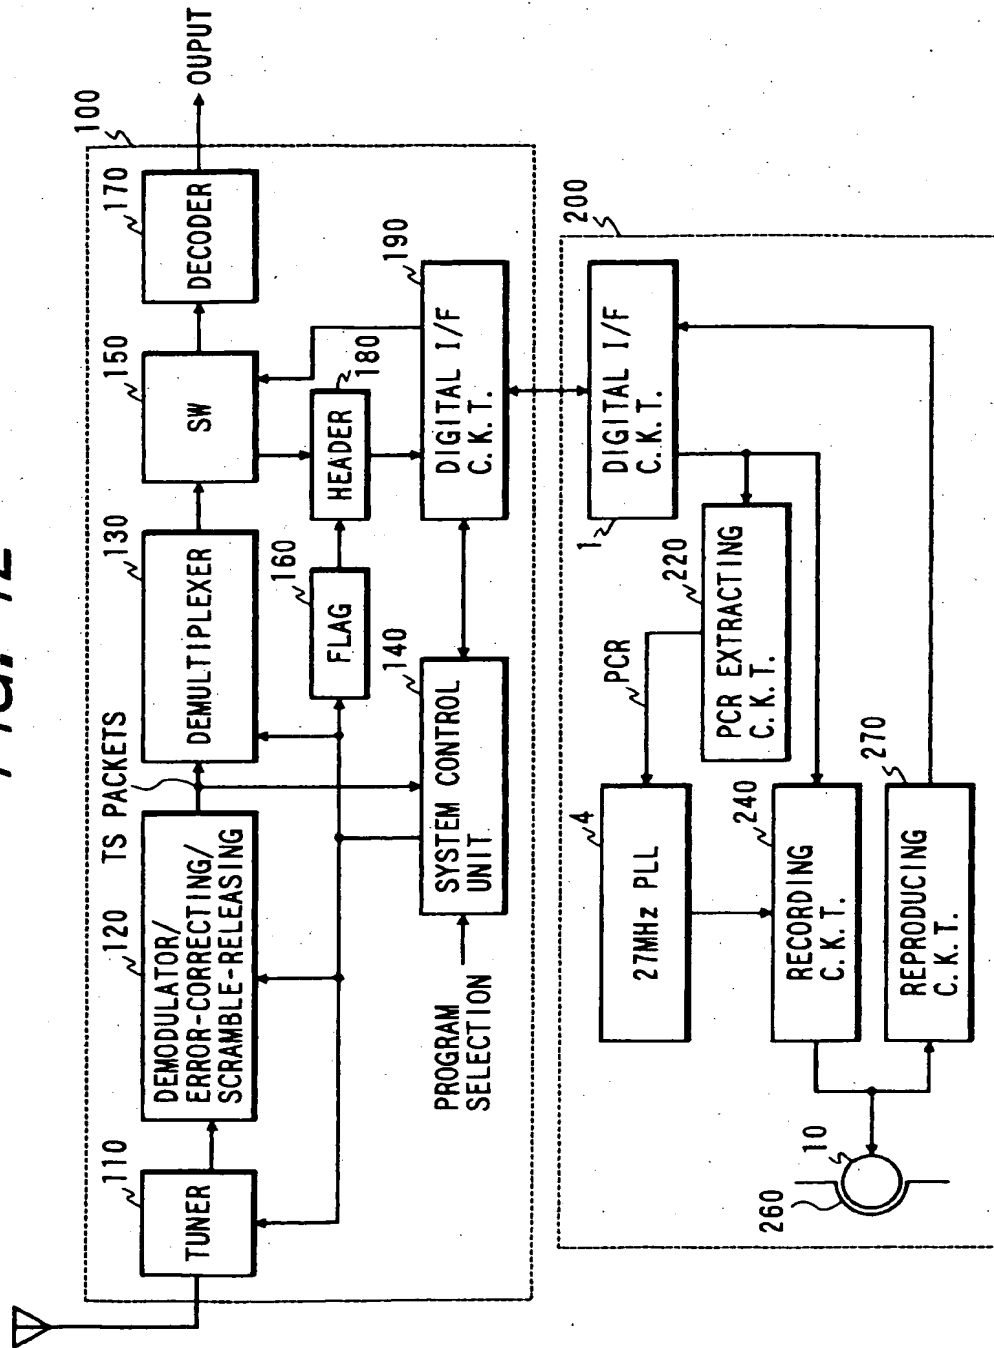 100
110
TUNER
120
DEMODULATOR/
ERROR-CORRECTING/
SCRAMBLE-RELEASING
TS PACKETS
130
DEMULTIPLEXER
150
SW
170
DECODER
OUPUT
160
FLAG
180
HEADER
PROGRAM
SELECTION
140
SYSTEM CONTROL
UNIT
190
DIGITAL I/F
C.K.T.
200
1
DIGITAL I/F
C.K.T.
220
PCR EXTRACTING
C.K.T.
PCR
4
27MHz PLL
240
RECORDING
C.K.T.
270
REPRODUCING
C.K.T.
10
260